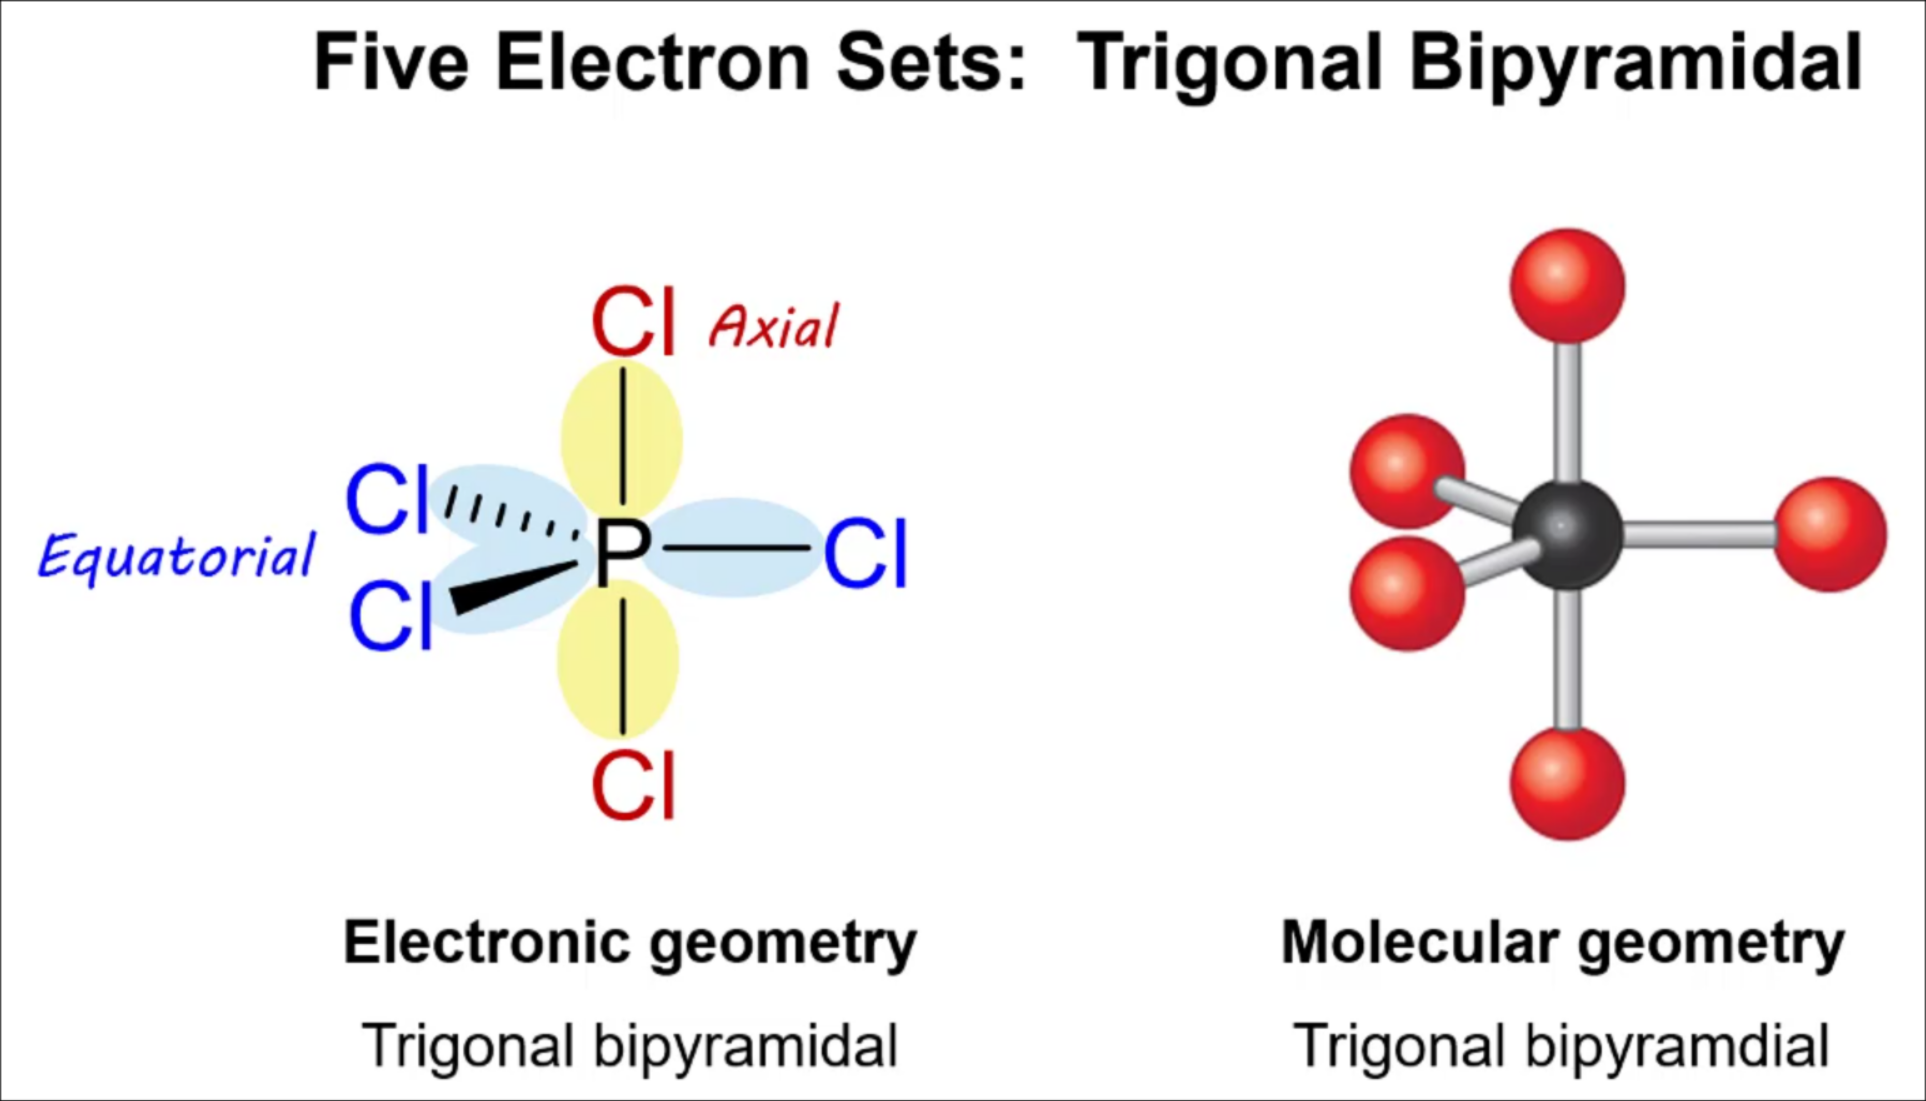 Five Electron Sets: Trigonal Bipyramidal
Cl Axial
Cl
Equatorial
P
Cl
Cl
Cl
Electronic geometry
Trigonal bipyramidal
Molecular geometry
Trigonal bipyramdial